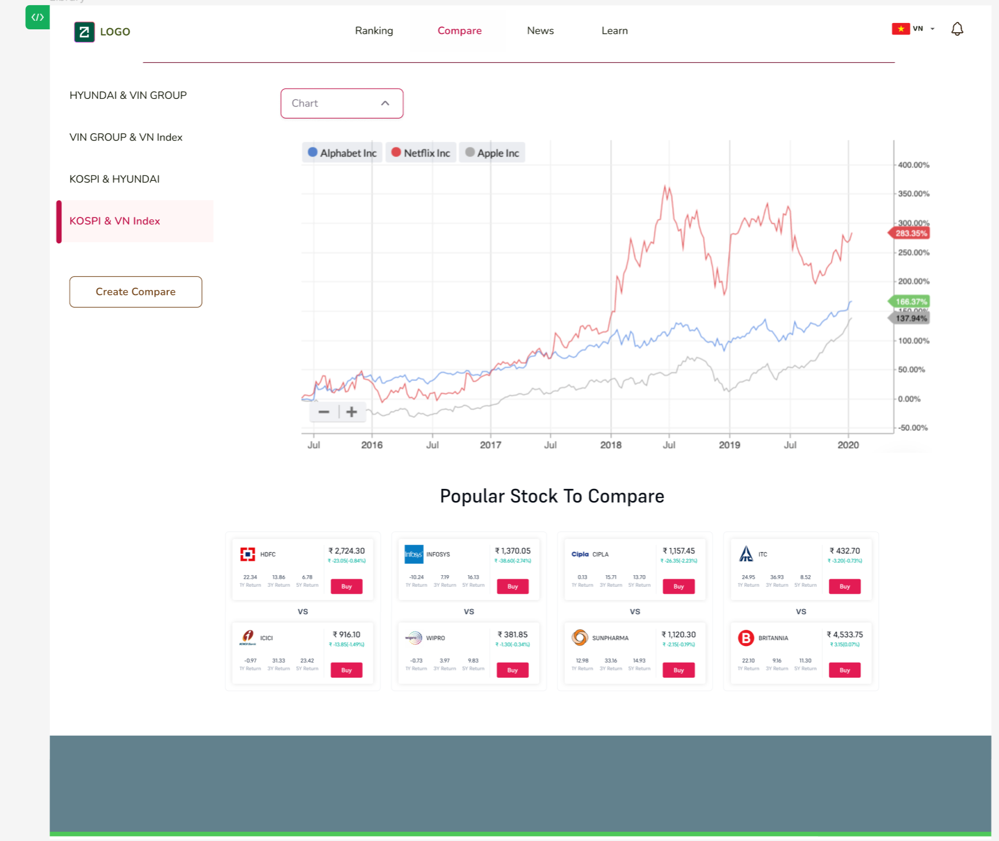 Library
</>
LOGO
Ranking
Compare
News
Learn
VN
HYUNDAI & VIN GROUP
VIN GROUP & VN Index
KOSPI & HYUNDAI
KOSPI & VN Index
Create Compare
Chart
Alphabet Inc
Netflix Inc
Apple Inc
400.00%
350.00%
300.00%
283.35%
250.00%
200.00%
166.37%
150.00%
137.94%
100.00%
50.00%
0.00%
-50.00%
− +
Jul 2016 Jul 2017 Jul 2018 Jul 2019 Jul 2020
Popular Stock To Compare
HDFC
₹ 2,724.30
₹ -23.05(-0.84%)
22.34 13.86 6.78
1Y Return 3Y Return 5Y Return
Buy
VS
ICICI Bank
ICICI
₹ 916.10
₹ -13.85(-1.49%)
-0.97 31.33 23.42
1Y Return 3Y Return 5Y Return
Buy
Infosys
INFOSYS
₹ 1,370.05
₹ -38.60(-2.74%)
-10.24 7.19 16.13
1Y Return 3Y Return 5Y Return
Buy
VS
wipro
WIPRO
₹ 381.85
₹ -1.30(-0.34%)
-0.73 3.97 9.83
1Y Return 3Y Return 5Y Return
Buy
Cipla
CIPLA
₹ 1,157.45
₹ -26.35(-2.23%)
0.13 15.71 13.70
1Y Return 3Y Return 5Y Return
Buy
VS
SUNPHARMA
₹ 1,120.30
₹ -2.15(-0.19%)
12.98 33.16 14.93
1Y Return 3Y Return 5Y Return
Buy
ITC
ITC
₹ 432.70
₹ -3.20(-0.73%)
24.95 36.93 8.52
1Y Return 3Y Return 5Y Return
Buy
VS
B
BRITANNIA
₹ 4,533.75
₹ 3.15(0.07%)
22.10 9.16 11.30
1Y Return 3Y Return 5Y Return
Buy